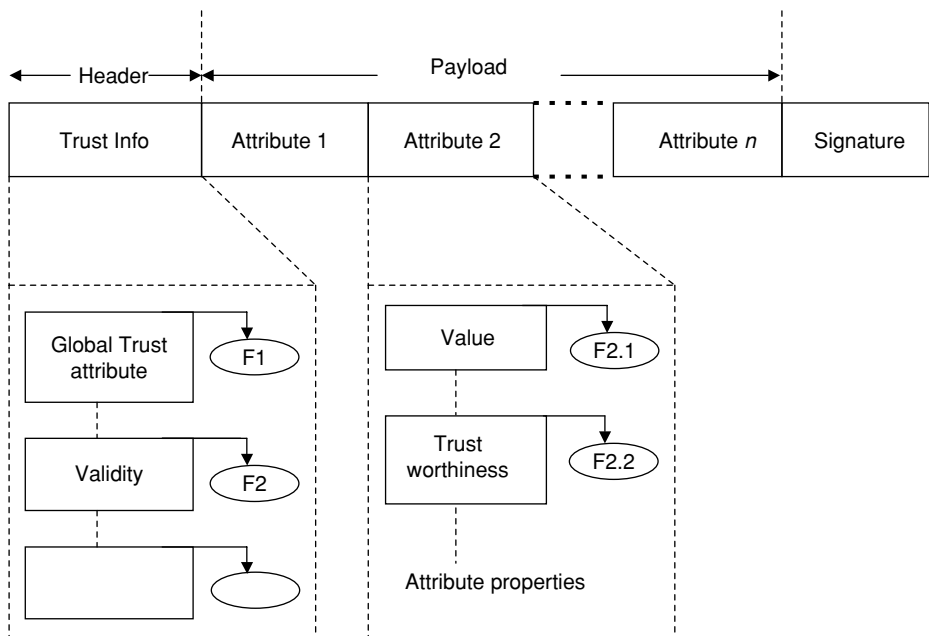 Header
Payload
Trust Info
Attribute 1
Attribute 2
Attribute n
Signature
Global Trust
attribute
F1
Validity
F2
Value
F2.1
Trust
worthiness
F2.2
Attribute properties